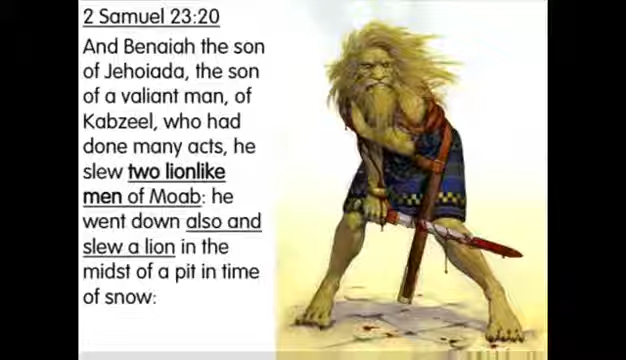 2 Samuel 23:20
And Benaiah the son
of Jehoiada, the son
of a valiant man, of
Kabzeel, who had
done many acts, he
slew two lionlike
men of Moab: he
went down also and
slew a lion in the
midst of a pit in time
of snow: